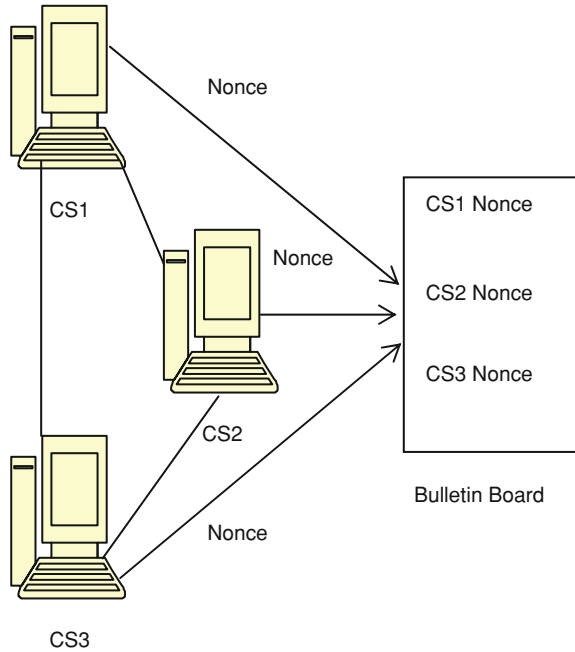 Nonce
CS1
CS1 Nonce
Nonce
CS2 Nonce
CS3 Nonce
CS2
Bulletin Board
Nonce
CS3